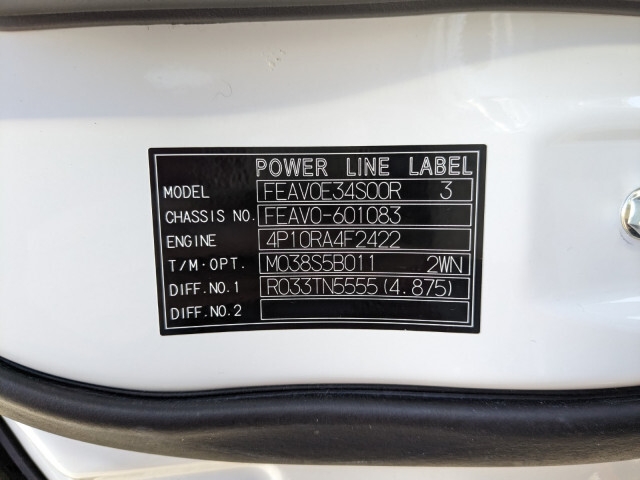 POWER LINE LABEL
MODEL FEAV0E34S00R 3
CHASSIS NO. FEAV0-601083
ENGINE 4P10RA4F2422
T/M·OPT. M038S5B011 2WN
DIFF.NO.1 R033TN5555(4.875)
DIFF.NO.2